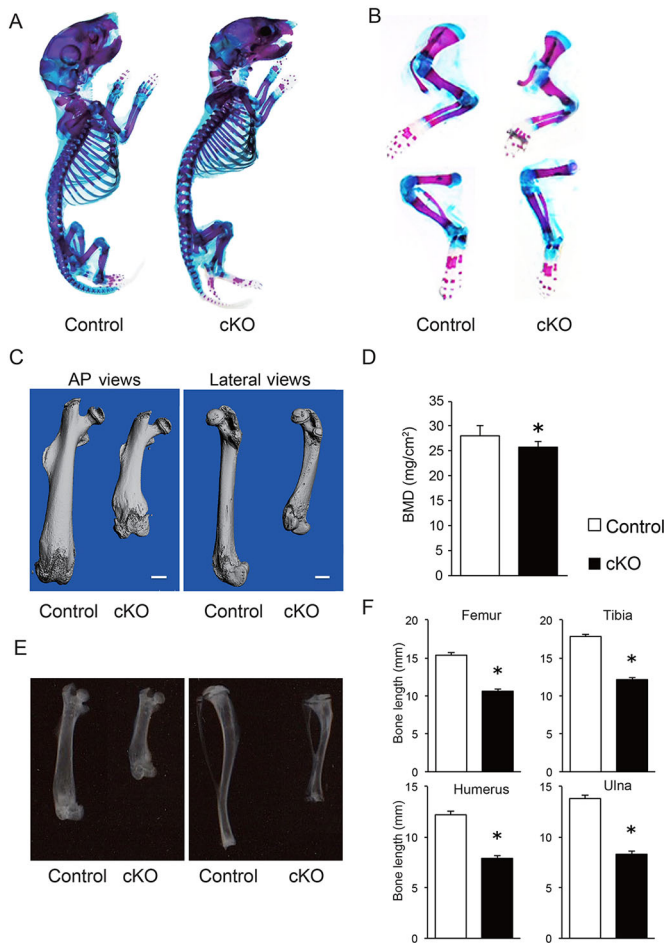 A
B
Control
cKO
Control
cKO
C
AP views
Lateral views
Control
cKO
Control
cKO
D
35
30
25
20
15
10
5
0
BMD (mg/cm²)
*
Control
cKO
E
Control
cKO
Control
cKO
F
Femur
20
15
10
5
0
Bone length (mm)
*
Tibia
20
15
10
5
0
*
Humerus
15
10
5
0
Bone length (mm)
*
Ulna
15
10
5
0
*